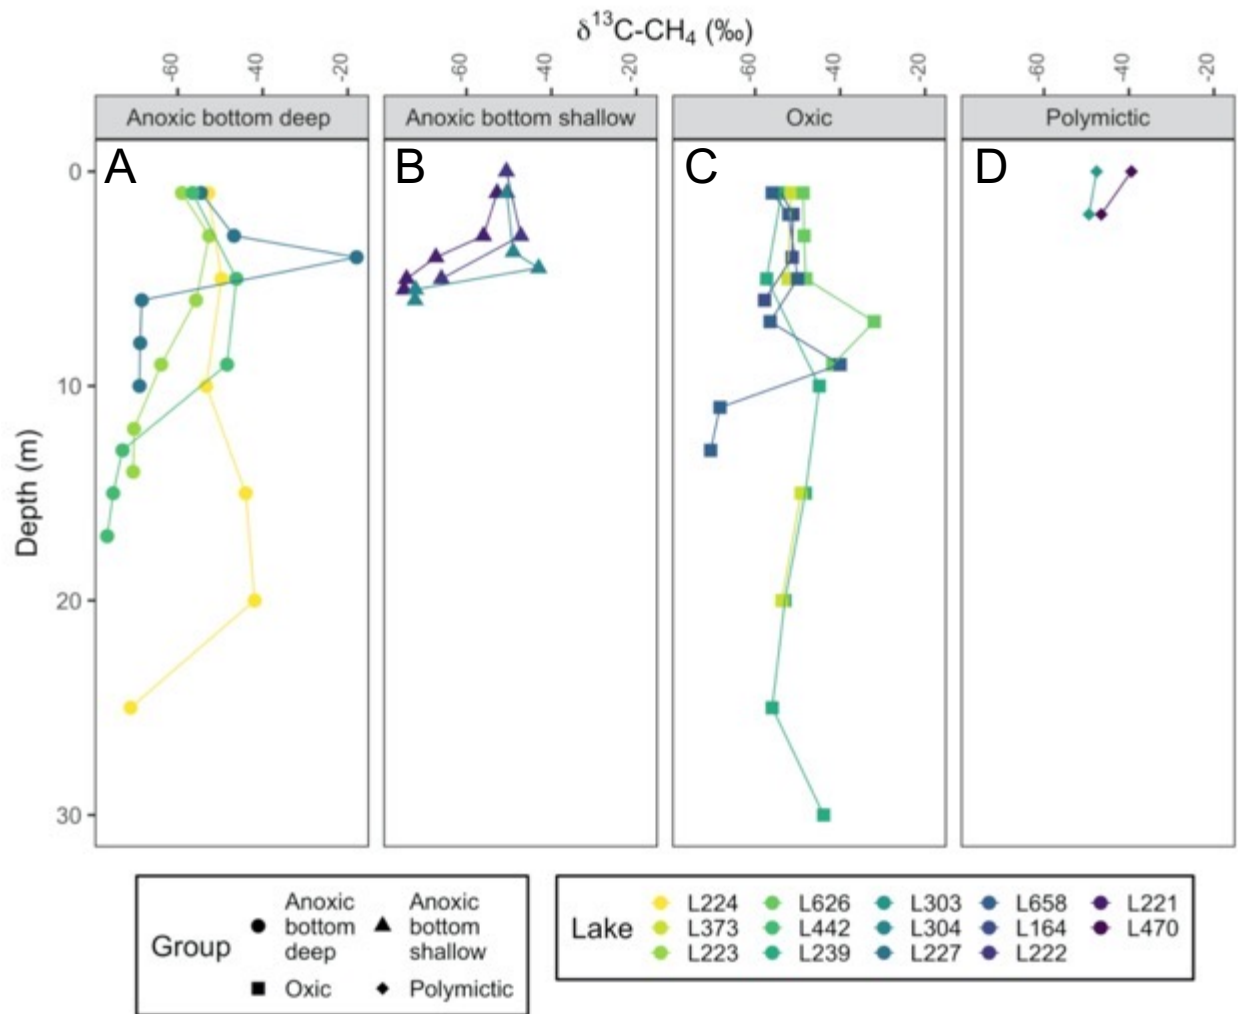 δ13C-CH4 (‰)
-60 -40 -20 -60 -40 -20 -60 -40 -20 -60 -40 -20
Anoxic bottom deep Anoxic bottom shallow Oxic Polymictic
A B C D
0
10
20
30
Depth (m)
Group
Anoxic bottom deep
Anoxic bottom shallow
Oxic
Polymictic
Lake
L224 L626 L303 L658 L221
L373 L442 L304 L164 L470
L223 L239 L227 L222